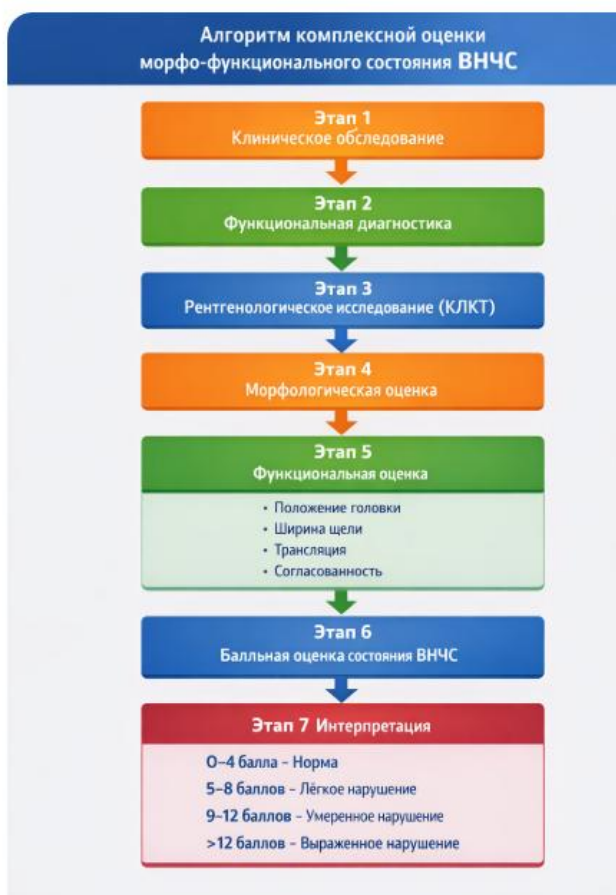 Алгоритм комплексной оценки
морфо-функционального состояния ВНЧС
Этап 1
Клиническое обследование
Этап 2
Функциональная диагностика
Этап 3
Рентгенологическое исследование (КЛКТ)
Этап 4
Морфологическая оценка
Этап 5
Функциональная оценка
• Положение головки
• Ширина щели
• Трансляция
• Согласованность
Этап 6
Балльная оценка состояния ВНЧС
Этап 7 Интерпретация
0–4 балла – Норма
5–8 баллов – Лёгкое нарушение
9–12 баллов – Умеренное нарушение
>12 баллов – Выраженное нарушение